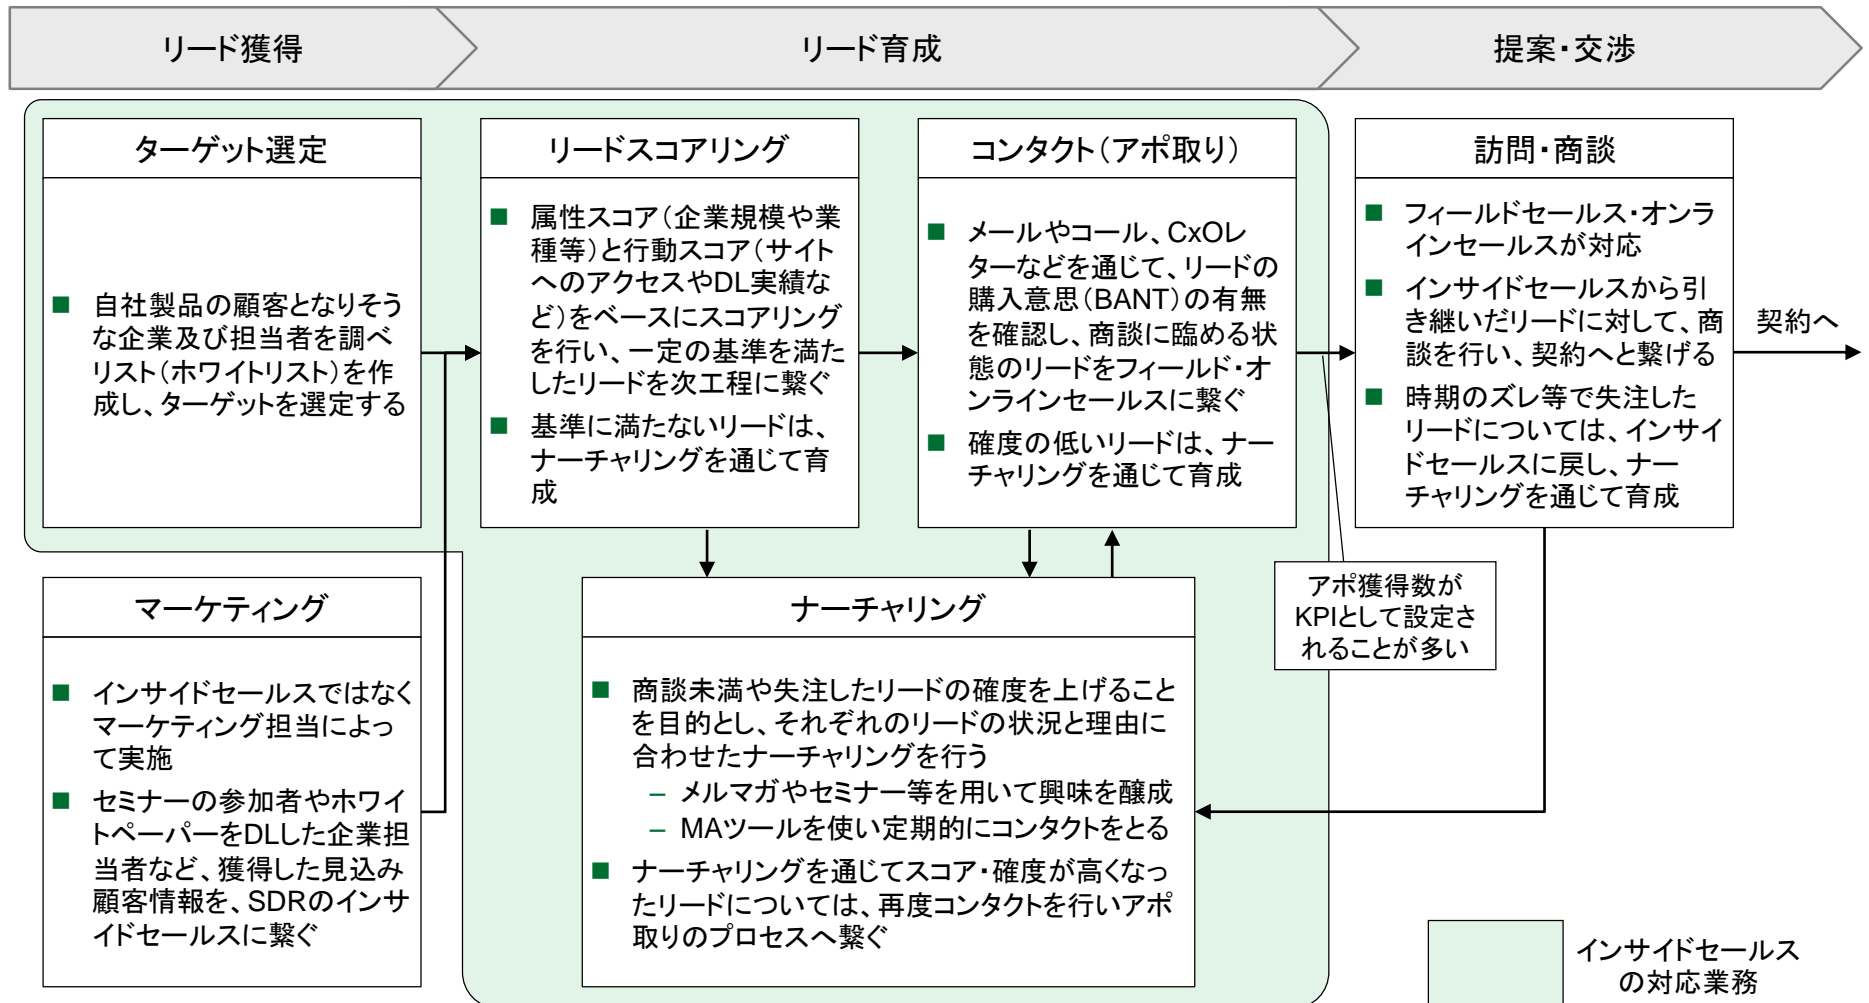 リード獲得
リード育成
提案・交渉
ターゲット選定
■ 自社製品の顧客となりそう
な企業及び担当者を調べ
リスト（ホワイトリスト）を作
成し、ターゲットを選定する
リードスコアリング
■ 属性スコア（企業規模や業
種等）と行動スコア（サイト
へのアクセスやDL実績な
ど）をベースにスコアリング
を行い、一定の基準を満た
したリードを次工程に繋ぐ
■ 基準に満たないリードは、
ナーチャリングを通じて育
成
コンタクト（アポ取り）
■ メールやコール、CxOレ
ターなどを通じて、リードの
購入意思（BANT）の有無
を確認し、商談に臨める状
態のリードをフィールド・オ
ンラインセールスに繋ぐ
■ 確度の低いリードは、ナー
チャリングを通じて育成
訪問・商談
■ フィールドセールス・オンラ
インセールスが対応
■ インサイドセールスから引
き継いだリードに対して、商
談を行い、契約へと繋げる
■ 時期のズレ等で失注した
リードについては、インサイ
ドセールスに戻し、ナー
チャリングを通じて育成
契約へ
マーケティング
■ インサイドセールスではなく
マーケティング担当によっ
て実施
■ セミナーの参加者やホワイ
トペーパーをDLした企業担
当者など、獲得した見込み
顧客情報を、SDRのインサ
イドセールスに繋ぐ
ナーチャリング
■ 商談未満や失注したリードの確度を上げること
を目的とし、それぞれのリードの状況と理由に
合わせたナーチャリングを行う
– メルマガやセミナー等を用いて興味を醸成
– MAツールを使い定期的にコンタクトをとる
■ ナーチャリングを通じてスコア・確度が高くなっ
たリードについては、再度コンタクトを行いアポ
取りのプロセスへ繋ぐ
アポ獲得数が
KPIとして設定さ
れることが多い
インサイドセールス
の対応業務